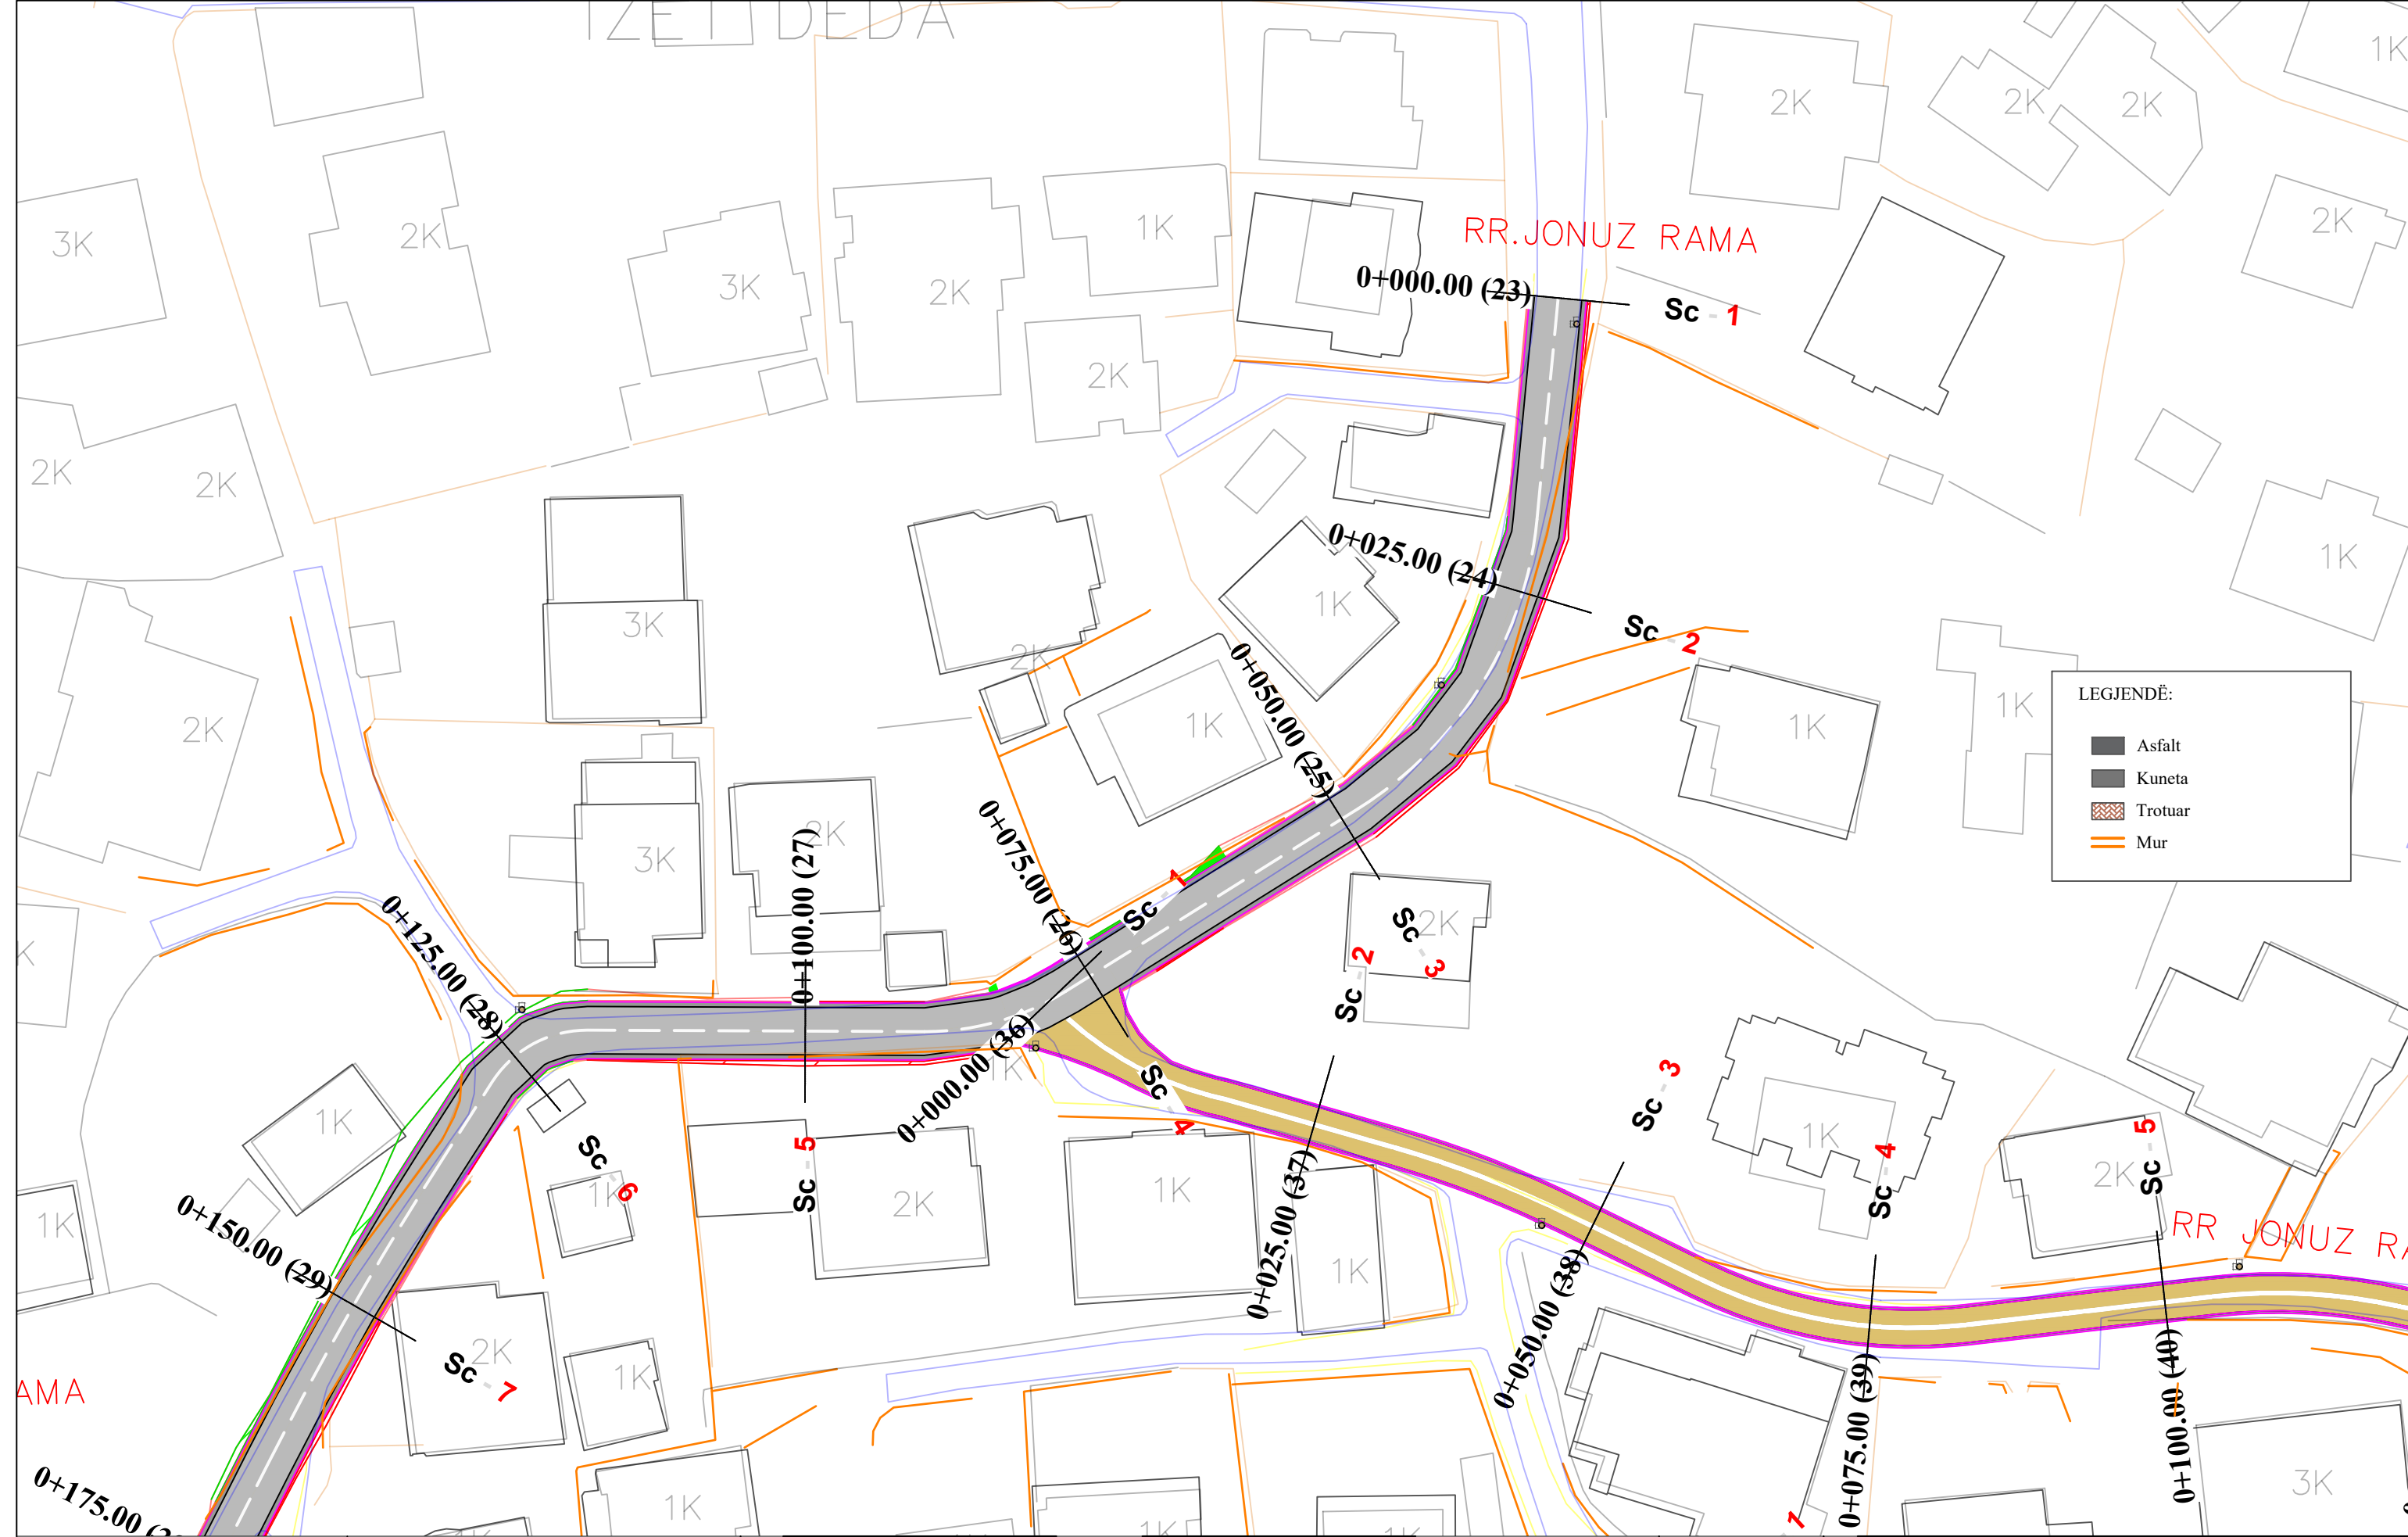 IZET DEDA
1K
2K
2K
2K
3K
2K
3K
2K
1K
2K
RR.JONUZ RAMA
0+000.00 (23)
Sc - 1
2K
2K
2K
0+025.00 (24)
1K
3K
1K
Sc - 2
2K
0+050.00 (25)
1K
1K
1K
2K
LEGJENDË:
Asfalt
Kuneta
Trotuar
Mur
3K
2K
0+100.00 (27)
0+075.00 (26)
Sc - 1
Sc - 3
2K
Sc - 2
K
0+125.00 (28)
0+000.00 (36)
1K
Sc - 4
Sc - 3
1K
1K
Sc - 4
Sc - 5
2K
Sc - 5
Sc - 6
1K
2K
1K
1K
0+150.00 (29)
0+025.00 (37)
1K
RR JONUZ RA
0+050.00 (38)
2K
Sc - 7
1K
AMA
0+075.00 (39)
0+100.00 (40)
3K
1K
1K
1K
1